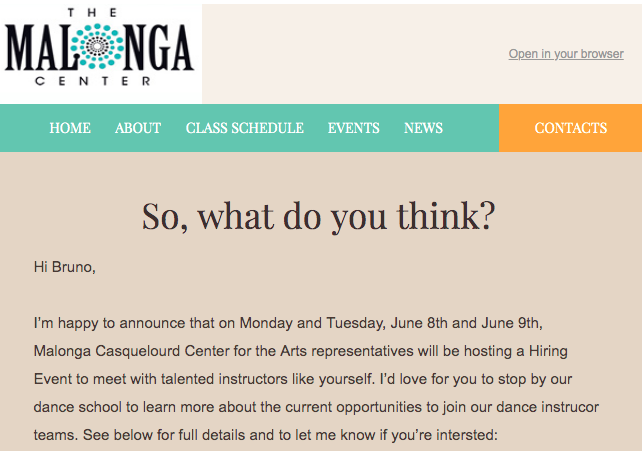 THE
MALONGA
CENTER
Open in your browser
HOME ABOUT CLASS SCHEDULE EVENTS NEWS CONTACTS
So, what do you think?
Hi Bruno,
I'm happy to announce that on Monday and Tuesday, June 8th and June 9th,
Malonga Casquelourd Center for the Arts representatives will be hosting a Hiring
Event to meet with talented instructors like yourself. I'd love for you to stop by our
dance school to learn more about the current opportunities to join our dance instrucor
teams. See below for full details and to let me know if you're intersted: